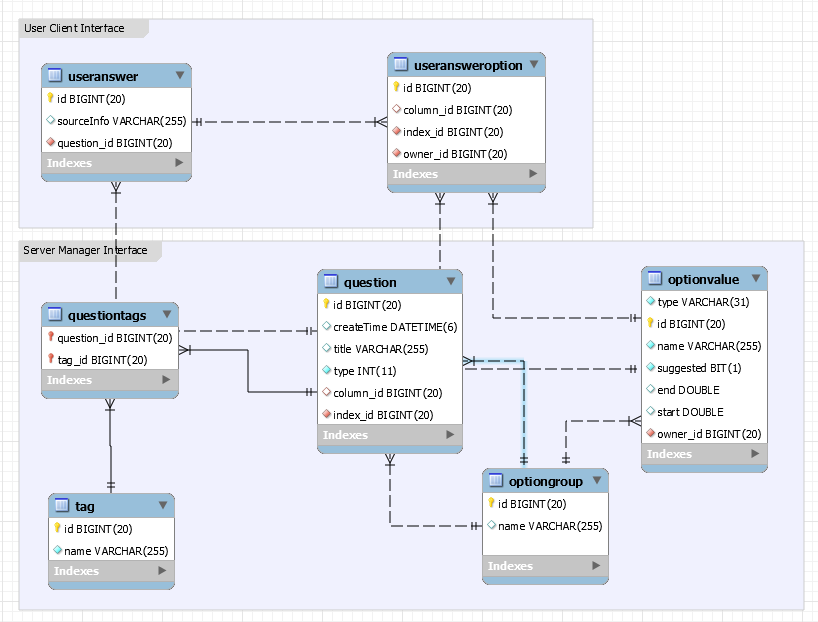 User Client Interface
useranswer
id BIGINT(20)
sourceInfo VARCHAR(255)
question_id BIGINT(20)
Indexes
useransweroption
id BIGINT(20)
column_id BIGINT(20)
index_id BIGINT(20)
owner_id BIGINT(20)
Indexes
Server Manager Interface
questiontags
question_id BIGINT(20)
tag_id BIGINT(20)
Indexes
question
id BIGINT(20)
createTime DATETIME(6)
title VARCHAR(255)
type INT(11)
column_id BIGINT(20)
index_id BIGINT(20)
Indexes
optionvalue
type VARCHAR(31)
id BIGINT(20)
name VARCHAR(255)
suggested BIT(1)
end DOUBLE
start DOUBLE
owner_id BIGINT(20)
Indexes
tag
id BIGINT(20)
name VARCHAR(255)
Indexes
optiongroup
id BIGINT(20)
name VARCHAR(255)
Indexes